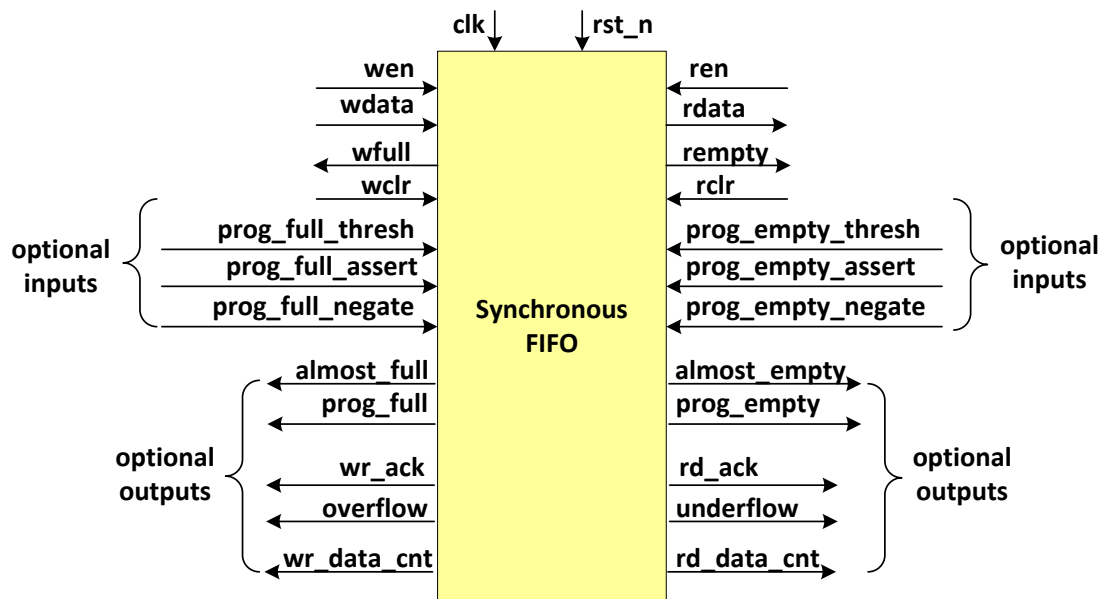 clk
rst_n
wen
ren
wdata
rdata
wfull
rempty
wclr
rclr
prog_full_thresh
prog_empty_thresh
optional
inputs
optional
inputs
prog_full_assert
prog_empty_assert
prog_full_negate
prog_empty_negate
Synchronous
FIFO
almost_full
almost_empty
prog_full
prog_empty
optional
outputs
optional
outputs
wr_ack
rd_ack
overflow
underflow
wr_data_cnt
rd_data_cnt